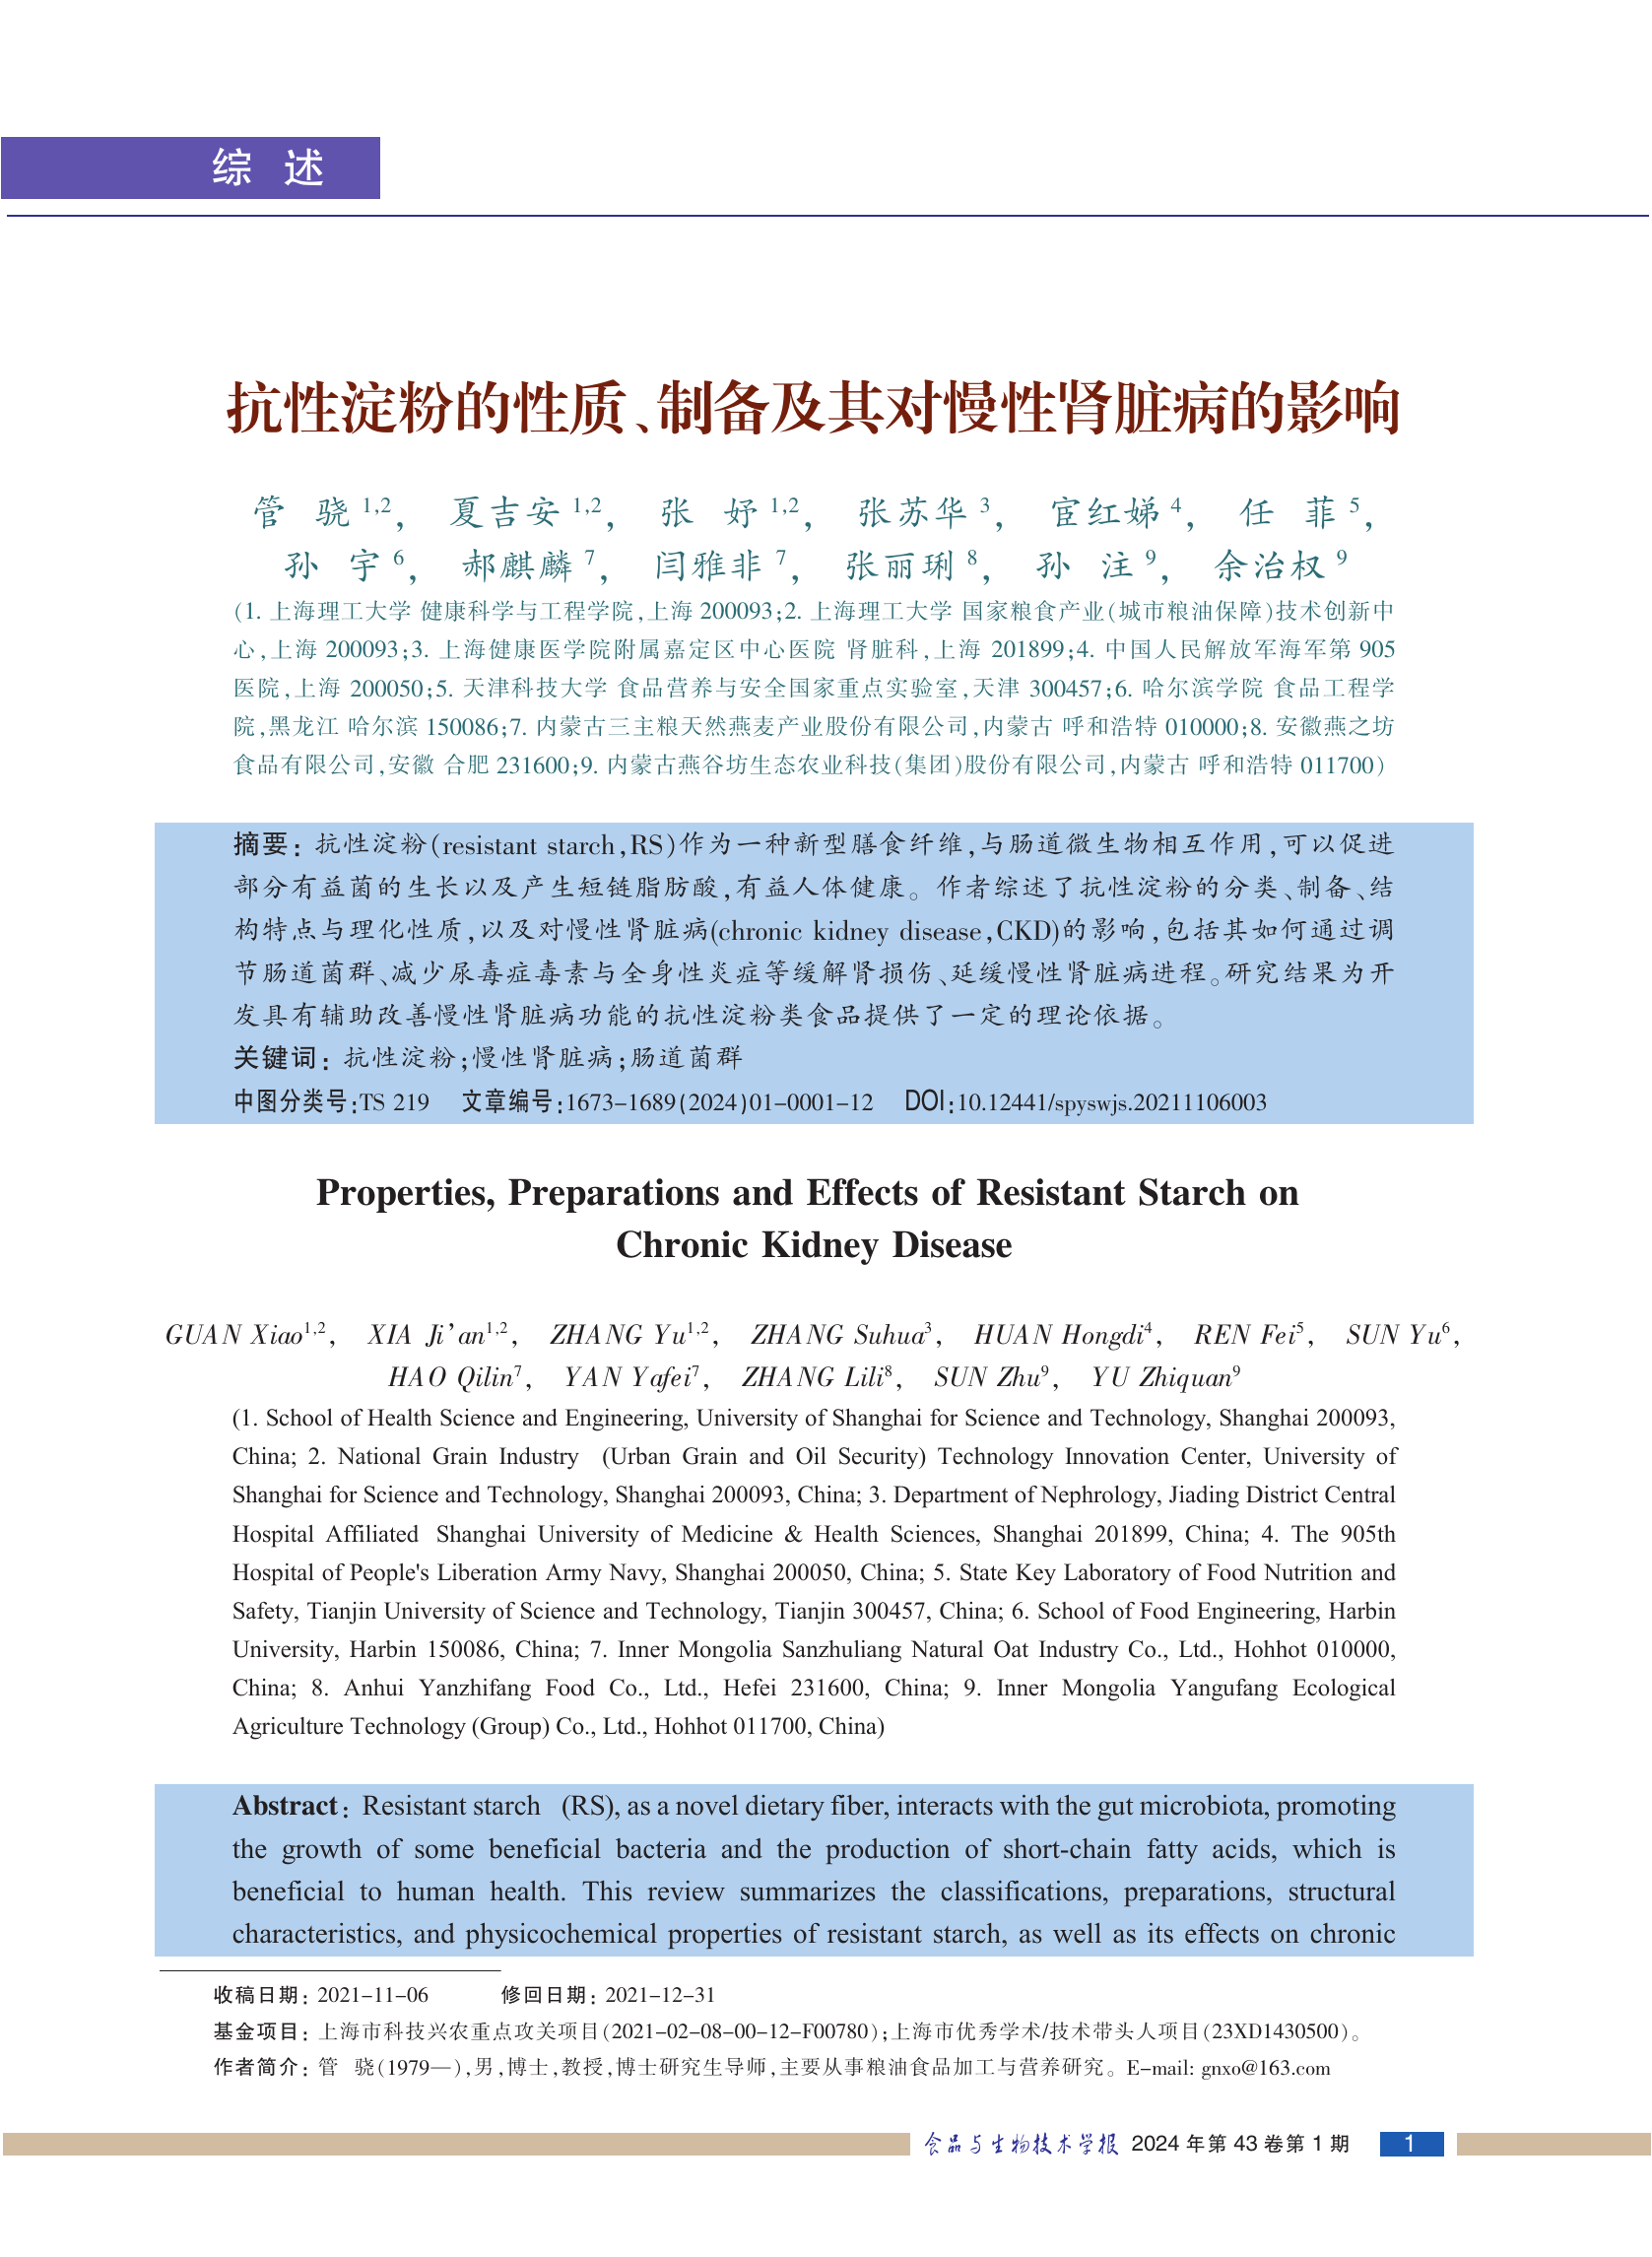 综 述
抗性淀粉的性质、制备及其对慢性肾脏病的影响
管 骁1,2, 夏吉安1,2, 张 妤1,2, 张苏华3, 宦红娣4, 任 菲5,
孙 宇6, 郝麒麟7, 闫雅非7, 张丽琍8, 孙 注9, 余治权9
(1. 上海理工大学 健康科学与工程学院,上海 200093;2. 上海理工大学 国家粮食产业(城市粮油保障)技术创新中
心,上海 200093;3. 上海健康医学院附属嘉定区中心医院 肾脏科,上海 201899;4. 中国人民解放军海军第 905
医院,上海 200050;5. 天津科技大学 食品营养与安全国家重点实验室,天津 300457;6. 哈尔滨学院 食品工程学
院,黑龙江 哈尔滨 150086;7. 内蒙古三主粮天然燕麦产业股份有限公司,内蒙古 呼和浩特 010000;8. 安徽燕之坊
食品有限公司,安徽 合肥 231600;9. 内蒙古燕谷坊生态农业科技(集团)股份有限公司,内蒙古 呼和浩特 011700)
摘要: 抗性淀粉(resistant starch,RS)作为一种新型膳食纤维,与肠道微生物相互作用,可以促进
部分有益菌的生长以及产生短链脂肪酸,有益人体健康。作者综述了抗性淀粉的分类、制备、结
构特点与理化性质,以及对慢性肾脏病(chronic kidney disease,CKD)的影响,包括其如何通过调
节肠道菌群、减少尿毒症毒素与全身性炎症等缓解肾损伤、延缓慢性肾脏病进程。研究结果为开
发具有辅助改善慢性肾脏病功能的抗性淀粉类食品提供了一定的理论依据。
关键词: 抗性淀粉;慢性肾脏病;肠道菌群
中图分类号:TS 219 文章编号:1673-1689(2024)01-0001-12 DOI:10.12441/spyswjs.20211106003
Properties, Preparations and Effects of Resistant Starch on
Chronic Kidney Disease
GUAN Xiao1,2, XIA Ji'an1,2, ZHANG Yu1,2, ZHANG Suhua3, HUAN Hongdi4, REN Fei5, SUN Yu6,
HAO Qilin7, YAN Yafei7, ZHANG Lili8, SUN Zhu9, YU Zhiquan9
(1. School of Health Science and Engineering, University of Shanghai for Science and Technology, Shanghai 200093,
China; 2. National Grain Industry (Urban Grain and Oil Security) Technology Innovation Center, University of
Shanghai for Science and Technology, Shanghai 200093, China; 3. Department of Nephrology, Jiading District Central
Hospital Affiliated Shanghai University of Medicine & Health Sciences, Shanghai 201899, China; 4. The 905th
Hospital of People's Liberation Army Navy, Shanghai 200050, China; 5. State Key Laboratory of Food Nutrition and
Safety, Tianjin University of Science and Technology, Tianjin 300457, China; 6. School of Food Engineering, Harbin
University, Harbin 150086, China; 7. Inner Mongolia Sanzhuliang Natural Oat Industry Co., Ltd., Hohhot 010000,
China; 8. Anhui Yanzhifang Food Co., Ltd., Hefei 231600, China; 9. Inner Mongolia Yangufang Ecological
Agriculture Technology (Group) Co., Ltd., Hohhot 011700, China)
Abstract: Resistant starch (RS), as a novel dietary fiber, interacts with the gut microbiota, promoting
the growth of some beneficial bacteria and the production of short-chain fatty acids, which is
beneficial to human health. This review summarizes the classifications, preparations, structural
characteristics, and physicochemical properties of resistant starch, as well as its effects on chronic
收稿日期: 2021-11-06 修回日期: 2021-12-31
基金项目: 上海市科技兴农重点攻关项目(2021-02-08-00-12-F00780);上海市优秀学术/技术带头人项目(23XD1430500)。
作者简介: 管 骁(1979—),男,博士,教授,博士研究生导师,主要从事粮油食品加工与营养研究。E-mail: gnxo@163.com
食品与生物技术学报 2024 年第 43 卷第 1 期 1